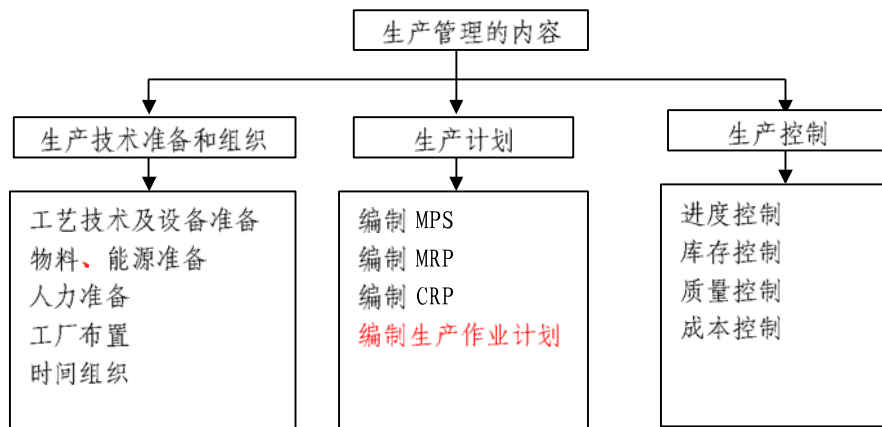 生产管理的内容
生产技术准备和组织
生产计划
生产控制
工艺技术及设备准备
物料、能源准备
人力准备
工厂布置
时间组织
编制 MPS
编制 MRP
编制 CRP
编制生产作业计划
进度控制
库存控制
质量控制
成本控制